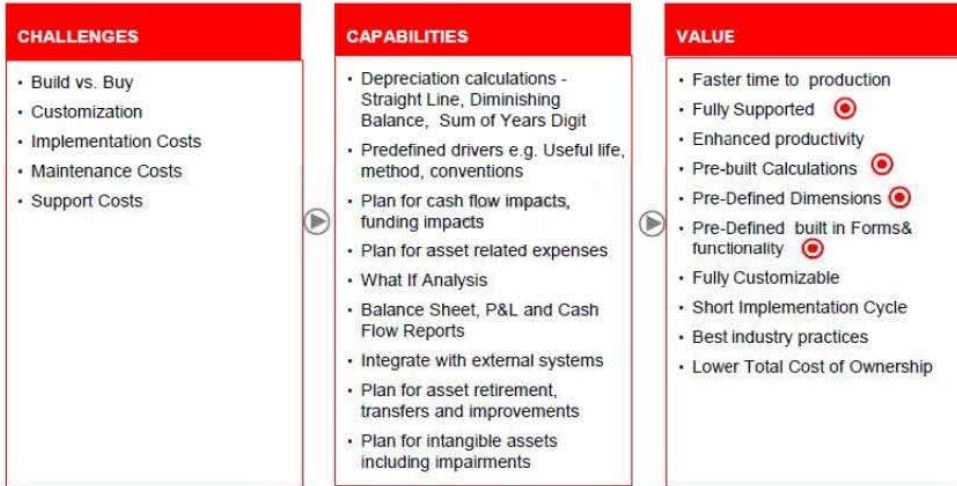 CHALLENGES
• Build vs. Buy
• Customization
• Implementation Costs
• Maintenance Costs
• Support Costs
CAPABILITIES
• Depreciation calculations -
Straight Line, Diminishing
Balance, Sum of Years Digit
• Predefined drivers e.g. Useful life,
method, conventions
• Plan for cash flow impacts,
funding impacts
• Plan for asset related expenses
• What If Analysis
• Balance Sheet, P&L and Cash
Flow Reports
• Integrate with external systems
• Plan for asset retirement,
transfers and improvements
• Plan for intangible assets
including impairments
VALUE
• Faster time to production
• Fully Supported
• Enhanced productivity
• Pre-built Calculations
• Pre-Defined Dimensions
• Pre-Defined built in Forms&
functionality
• Fully Customizable
• Short Implementation Cycle
• Best industry practices
• Lower Total Cost of Ownership